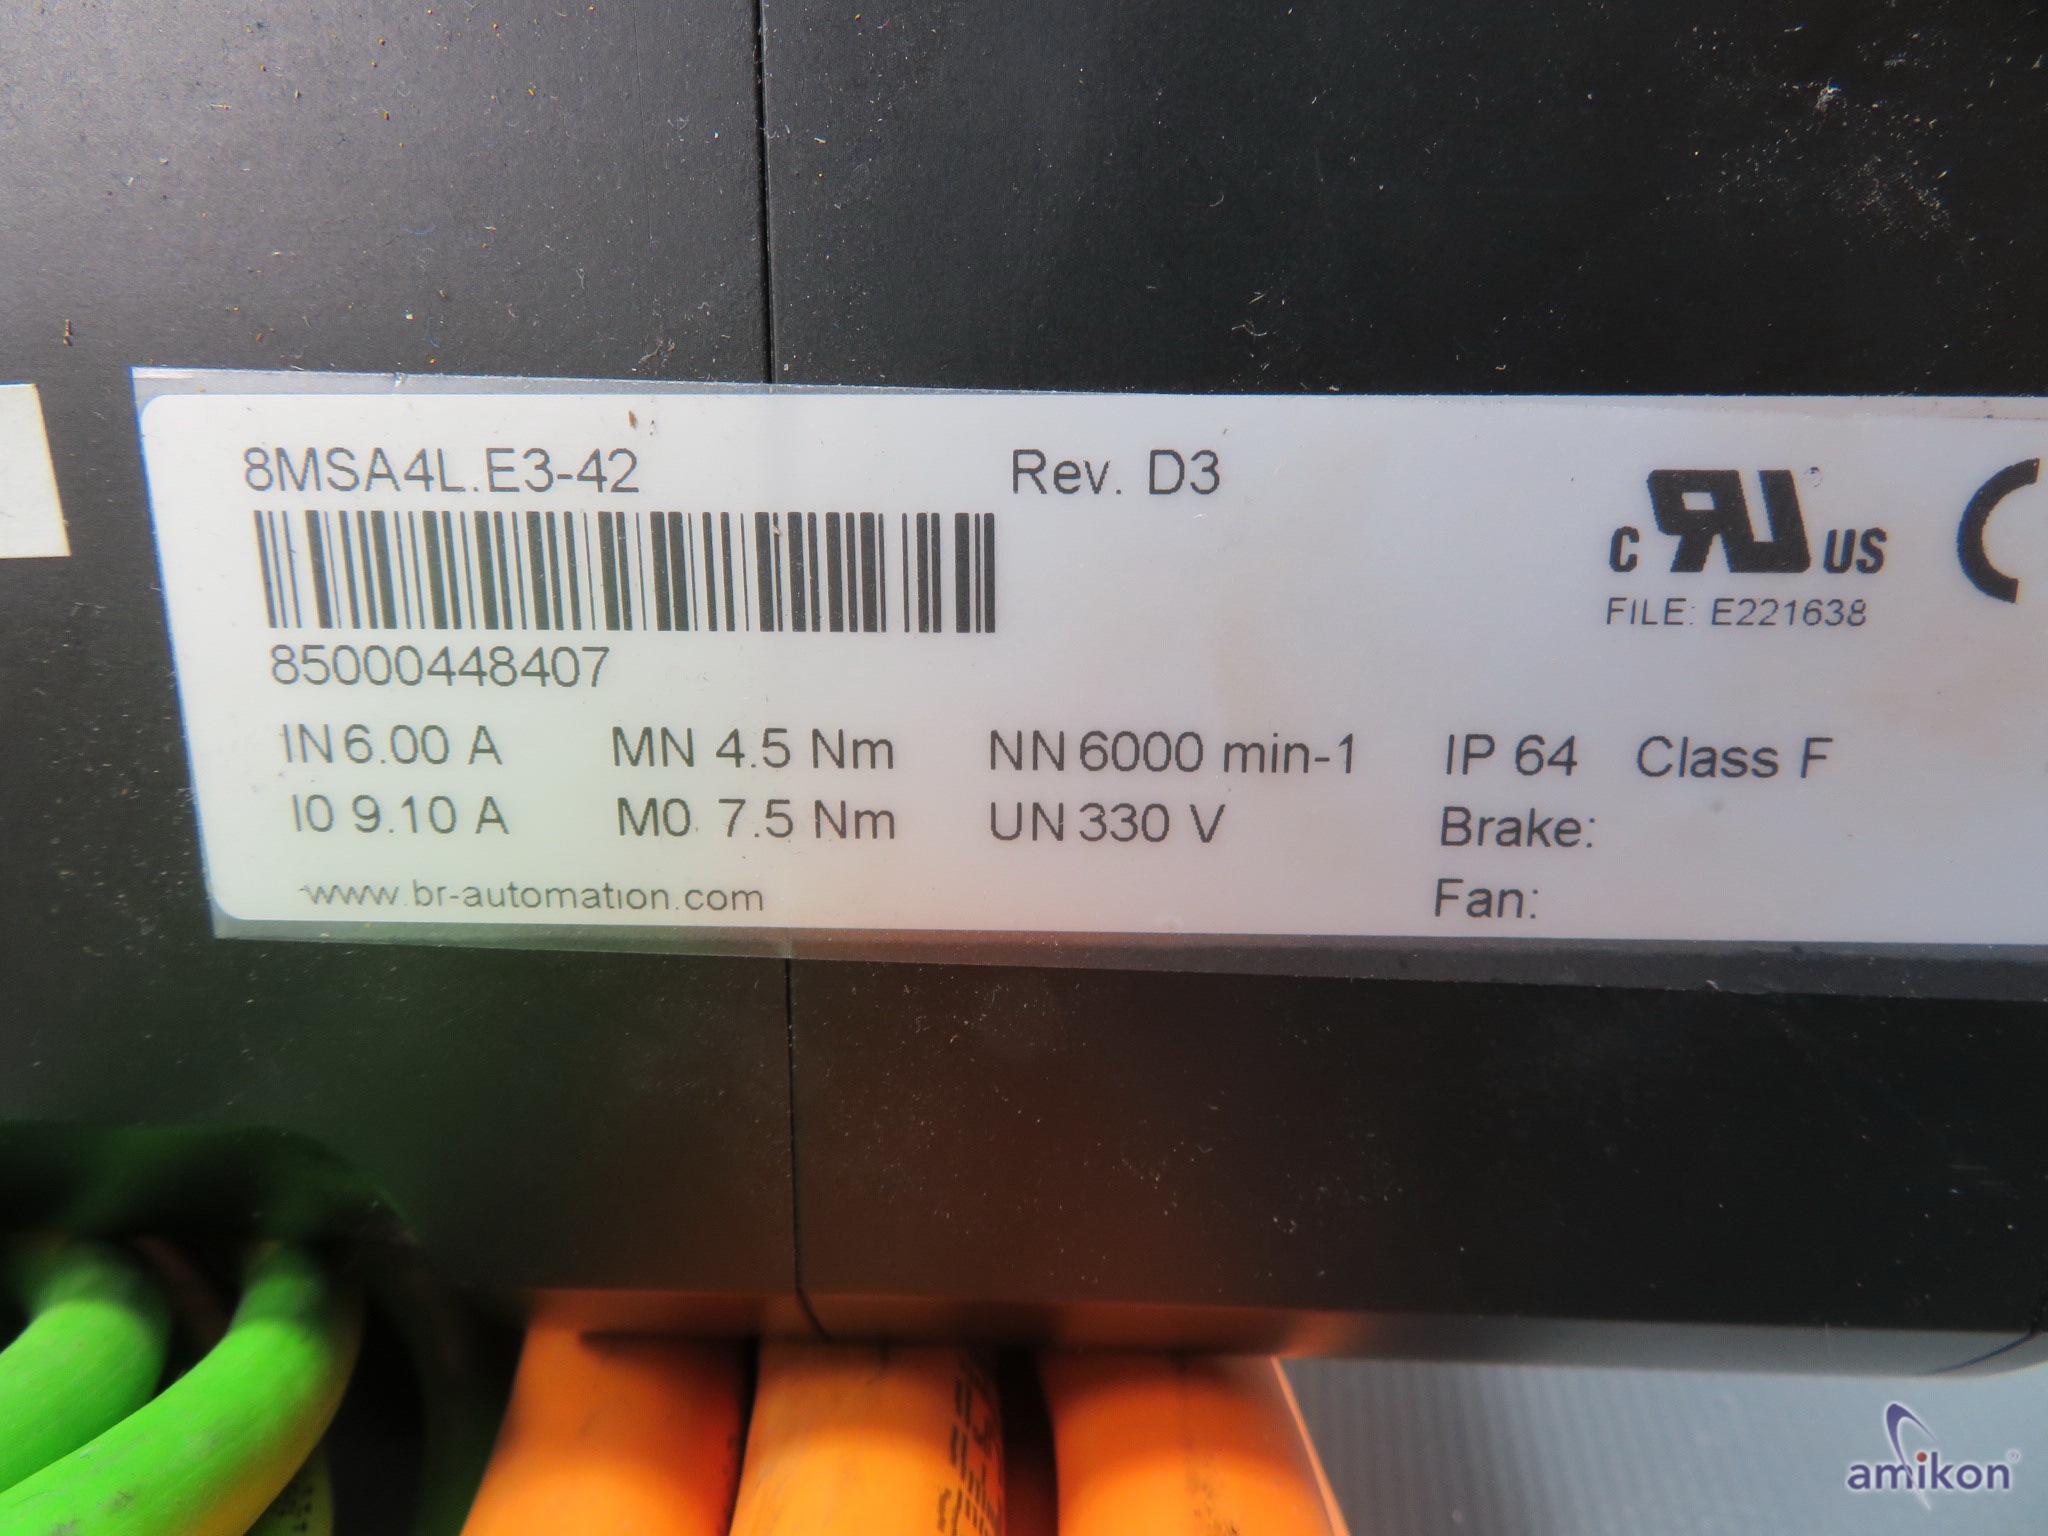 8MSA4L.E3-42 Rev. D3
c RU US
FILE: E221638
85000448407
IN 6.00 A MN 4.5 Nm NN 6000 min-1 IP 64 Class F
I0 9.10 A M0 7.5 Nm UN 330 V Brake:
www.br-automation.com Fan:
amikon®